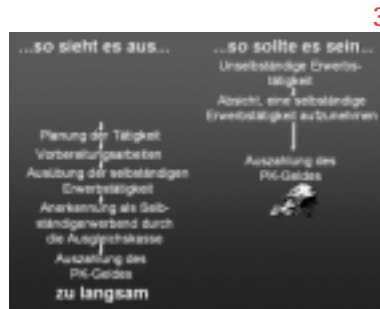 3
...so sieht es aus...
Planung der Tätigkeit
Vorbereitungsarbeiten
Ausübung der selbständigen
Erwerbstätigkeit
Anerkennung als Selb-
ständigerwerbend durch
die Ausgleichskasse
Auszahlung des
PK-Geldes
zu langsam
...so sollte es sein...
Unselbständige Erwerbs-
tätigkeit
Absicht, eine selbständige
Erwerbstätigkeit aufzunehmen
Auszahlung des
PK-Geldes